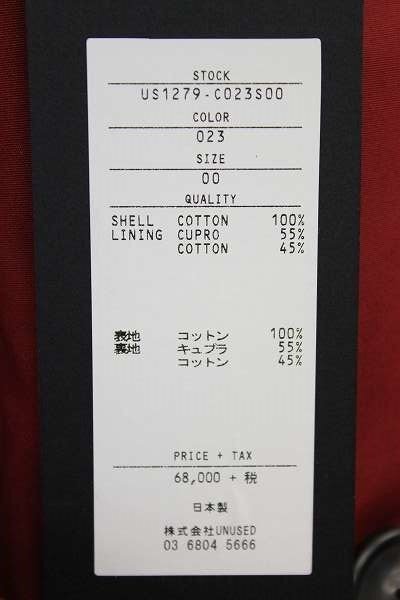 STOCK
US1279-C023S00
COLOR
023
SIZE
00
QUALITY
SHELL COTTON 100%
LINING CUPRO 55%
COTTON 45%
表地 コットン 100%
裏地 キュプラ 55%
コットン 45%
PRICE + TAX
68,000 + 税
日本製
株式会社UNUSED
03 6804 5666